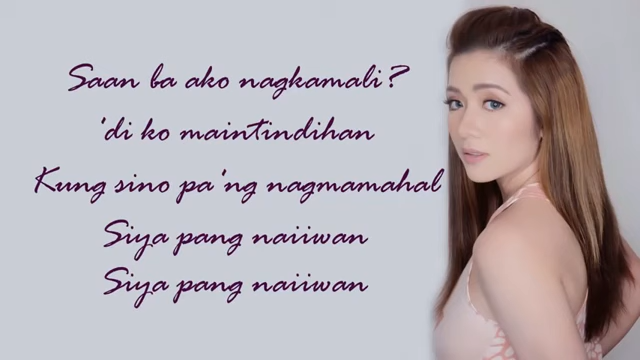 Saan ba ako nagkamali?
'di ko maintindihan
Kung sino pa'ng nagmamahal
Siya pang naiiwan
Siya pang naiiwan